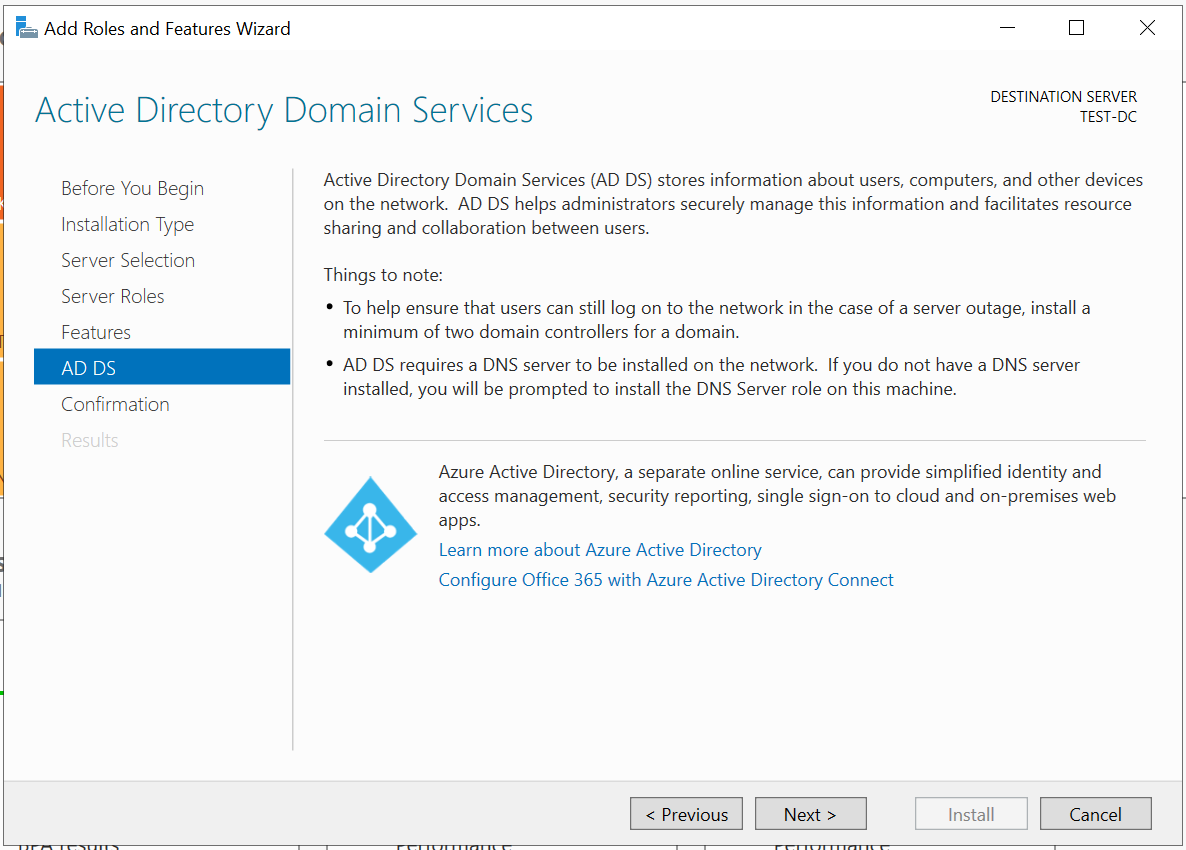 Add Roles and Features Wizard
Active Directory Domain Services
DESTINATION SERVER
TEST-DC
Before You Begin
Installation Type
Server Selection
Server Roles
Features
AD DS
Confirmation
Results
Active Directory Domain Services (AD DS) stores information about users, computers, and other devices
on the network.  AD DS helps administrators securely manage this information and facilitates resource
sharing and collaboration between users.
Things to note:
• To help ensure that users can still log on to the network in the case of a server outage, install a
minimum of two domain controllers for a domain.
• AD DS requires a DNS server to be installed on the network.  If you do not have a DNS server
installed, you will be prompted to install the DNS Server role on this machine.
Azure Active Directory, a separate online service, can provide simplified identity and
access management, security reporting, single sign-on to cloud and on-premises web
apps.
Learn more about Azure Active Directory
Configure Office 365 with Azure Active Directory Connect
< Previous
Next >
Install
Cancel
BPA results
Performance
Performance